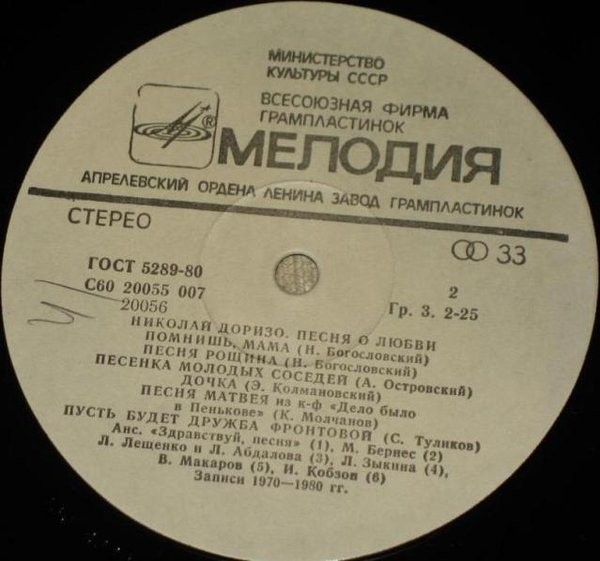 МИНИСТЕРСТВО
КУЛЬТУРЫ СССР
ВСЕСОЮЗНАЯ ФИРМА
ГРАМПЛАСТИНОК
®
МЕЛОДИЯ
АПРЕЛЕВСКИЙ ОРДЕНА ЛЕНИНА ЗАВОД ГРАМПЛАСТИНОК
СТЕРЕО
33
ГОСТ 5289-80
С60 20055 007
20056
2
Гр. 3. 2-25
НИКОЛАЙ ДОРИЗО. ПЕСНЯ О ЛЮБВИ
ПОМНИШЬ, МАМА (Н. Богословский)
ПЕСНЯ РОЩИНА (Н. Богословский)
ПЕСЕНКА МОЛОДЫХ СОСЕДЕЙ (А. Островский)
ДОЧКА (Э. Колмановский)
ПЕСНЯ МАТВЕЯ из к-ф «Дело было
в Пенькове» (К. Молчанов)
ПУСТЬ БУДЕТ ДРУЖБА ФРОНТОВОЙ (С. Туликов)
Анс. «Здравствуй, песня» (1), М. Бернес (2)
Л. Лещенко и Л. Абдалова (3), Л. Зыкина (4),
В. Макаров (5), И. Кобзон (6)
Записи 1970—1980 гг.